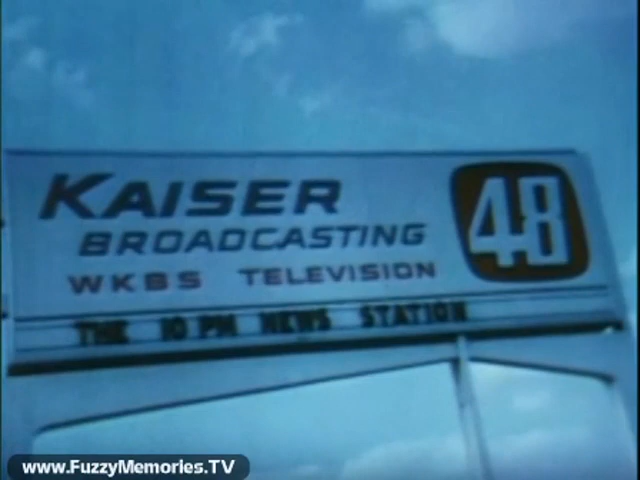 KAISER
BROADCASTING
WKBS TELEVISION
48
THE 10 PM NEWS STATION
www.FuzzyMemories.TV